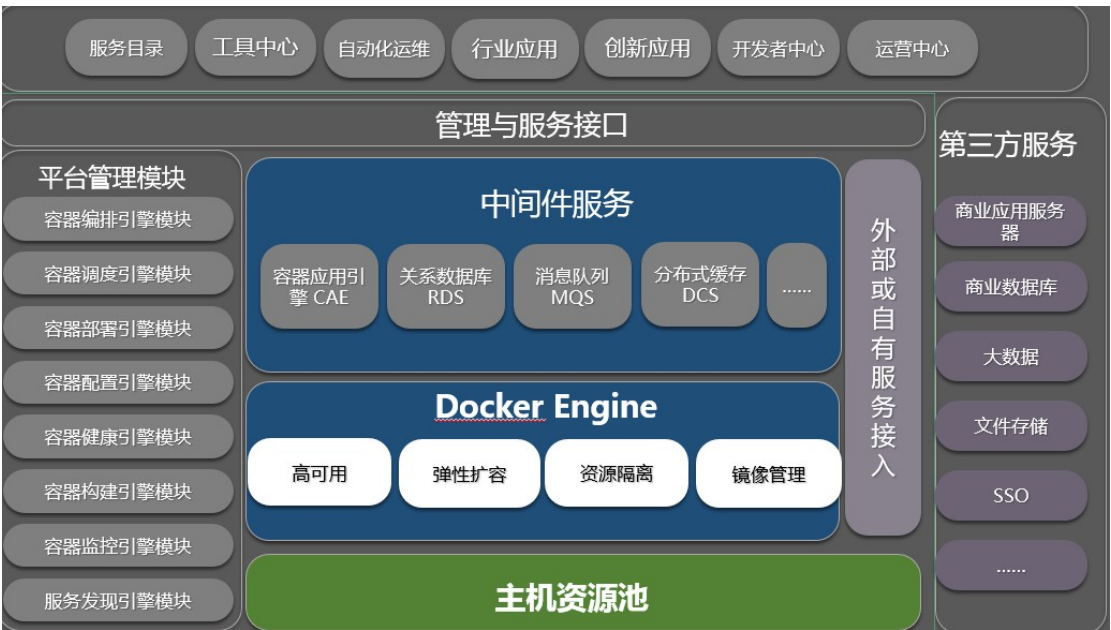 服务目录
工具中心
自动化运维
行业应用
创新应用
开发者中心
运营中心
管理与服务接口
平台管理模块
容器编排引擎模块
容器调度引擎模块
容器部署引擎模块
容器配置引擎模块
容器健康引擎模块
容器构建引擎模块
容器监控引擎模块
服务发现引擎模块
中间件服务
容器应用引
擎 CAE
关系数据库
RDS
消息队列
MQS
分布式缓存
DCS
......
Docker Engine
高可用
弹性扩容
资源隔离
镜像管理
主机资源池
外部或自有服务接入
第三方服务
商业应用服务
器
商业数据库
大数据
文件存储
SSO
......